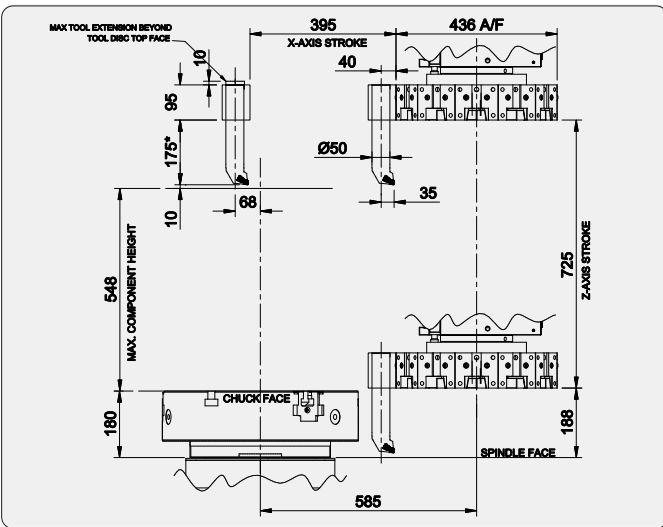 MAX TOOL EXTENSION BEYOND
TOOL DISC TOP FACE
10
395
X-AXIS STROKE
436 A/F
40
95
175*
Ø50
10
68
35
548
MAX. COMPONENT HEIGHT
725
Z-AXIS STROKE
180
CHUCK FACE
188
SPINDLE FACE
585